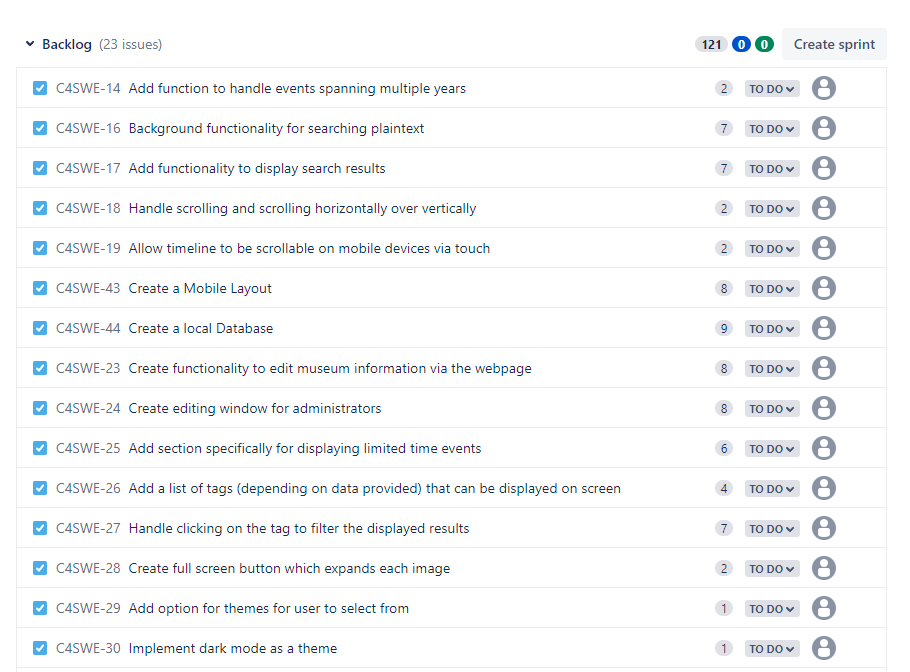 Backlog (23 issues) 121 0 0 Create sprint
C4SWE-14 Add function to handle events spanning multiple years 2 TO DO
C4SWE-16 Background functionality for searching plaintext 7 TO DO
C4SWE-17 Add functionality to display search results 7 TO DO
C4SWE-18 Handle scrolling and scrolling horizontally over vertically 2 TO DO
C4SWE-19 Allow timeline to be scrollable on mobile devices via touch 2 TO DO
C4SWE-43 Create a Mobile Layout 8 TO DO
C4SWE-44 Create a local Database 9 TO DO
C4SWE-23 Create functionality to edit museum information via the webpage 8 TO DO
C4SWE-24 Create editing window for administrators 8 TO DO
C4SWE-25 Add section specifically for displaying limited time events 6 TO DO
C4SWE-26 Add a list of tags (depending on data provided) that can be displayed on screen 4 TO DO
C4SWE-27 Handle clicking on the tag to filter the displayed results 7 TO DO
C4SWE-28 Create full screen button which expands each image 2 TO DO
C4SWE-29 Add option for themes for user to select from 1 TO DO
C4SWE-30 Implement dark mode as a theme 1 TO DO